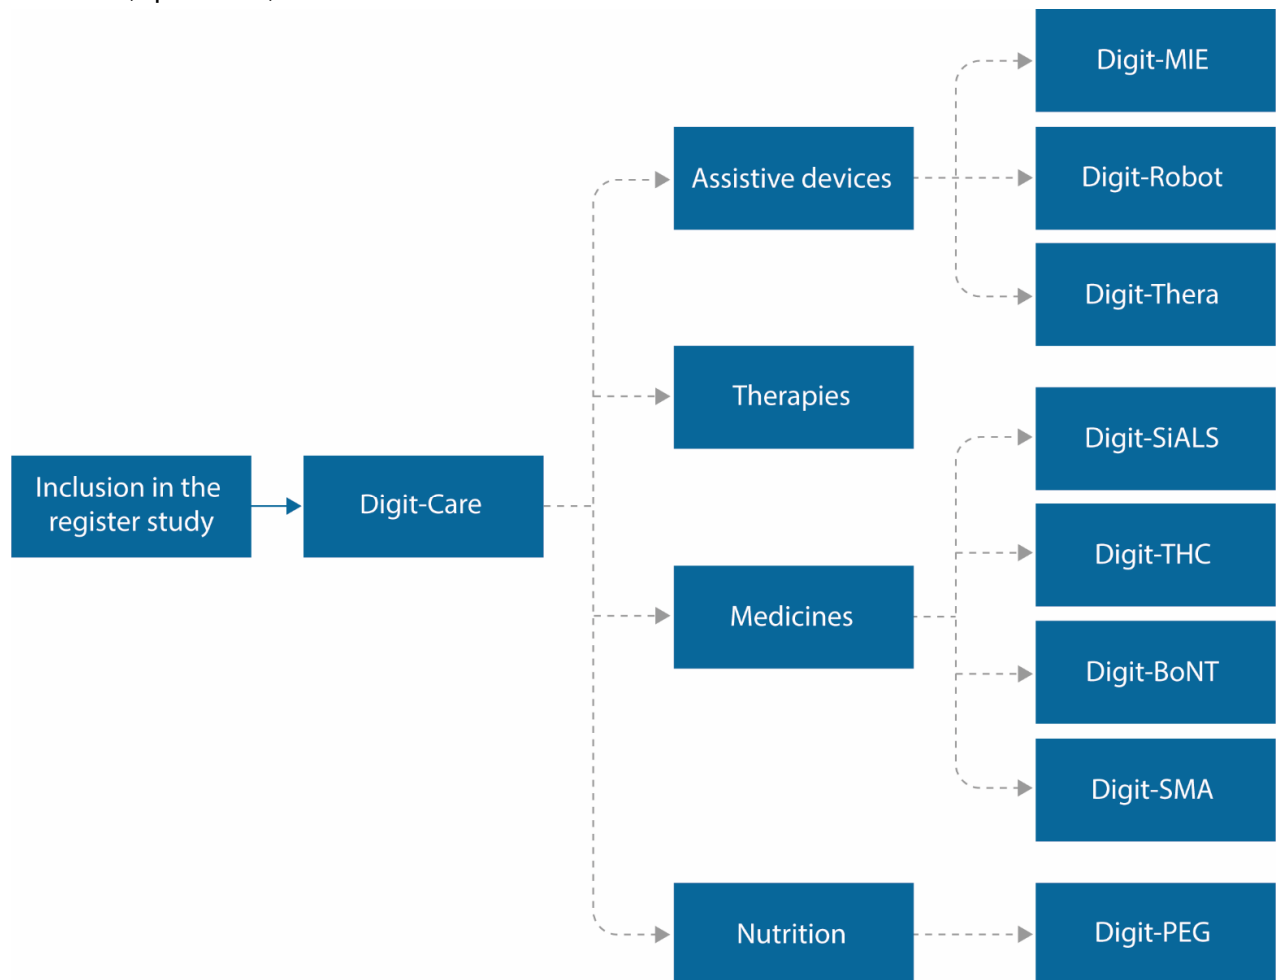 Digit-MIE
Assistive devices
Digit-Robot
Digit-Thera
Therapies
Digit-SiALS
Inclusion in the
register study
Digit-Care
Digit-THC
Medicines
Digit-BoNT
Digit-SMA
Nutrition
Digit-PEG